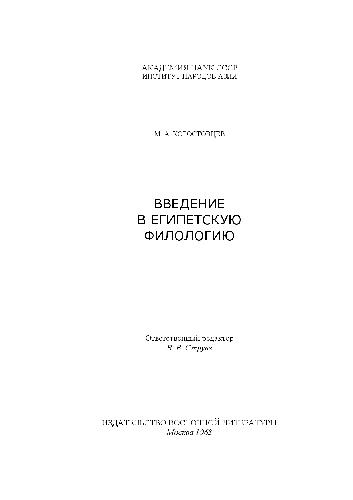 АКАДЕМИЯ НАУК СССР
ИНСТИТУТ НАРОДОВ АЗИИ
М. А. КОРОСТОВЦЕВ
ВВЕДЕНИЕ
В ЕГИПЕТСКУЮ
ФИЛОЛОГИЮ
Ответственный редактор
В. В. Струве
ИЗДАТЕЛЬСТВО ВОСТОЧНОЙ ЛИТЕРАТУРЫ
Москва 1963